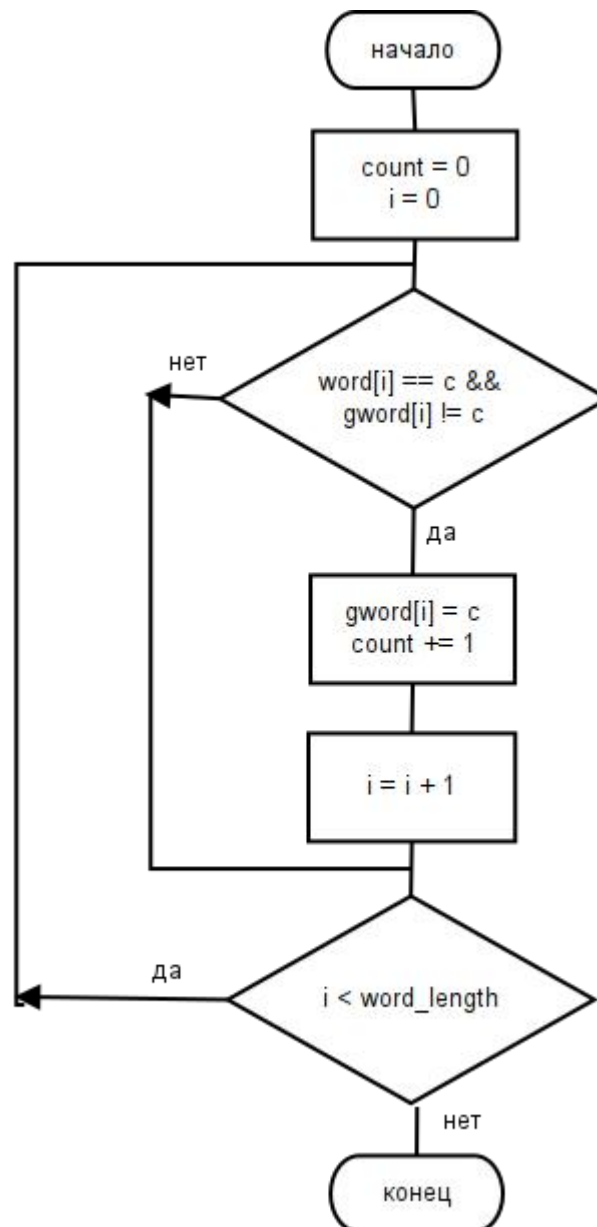 начало
count = 0
i = 0
нет
word[i] == c &&
gword[i] != c
да
gword[i] = c
count += 1
i = i + 1
да
i < word_length
нет
конец